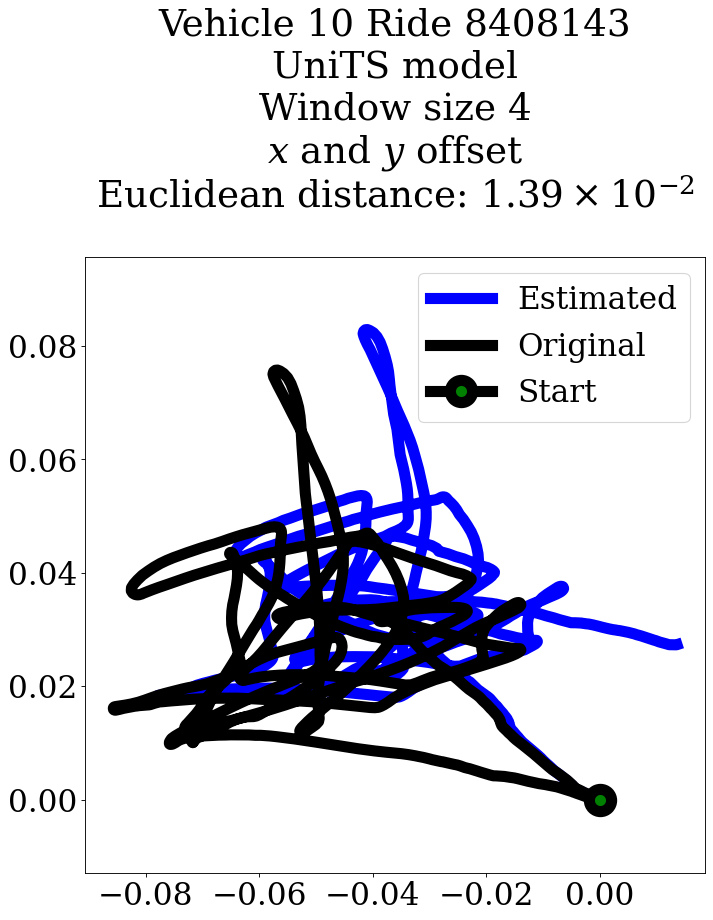 Vehicle 10 Ride 8408143
UniTS model
Window size 4
x and y offset
Euclidean distance: 1.39 × 10⁻²
Estimated
Original
Start
0.08
0.06
0.04
0.02
0.00
−0.08 −0.06 −0.04 −0.02 0.00